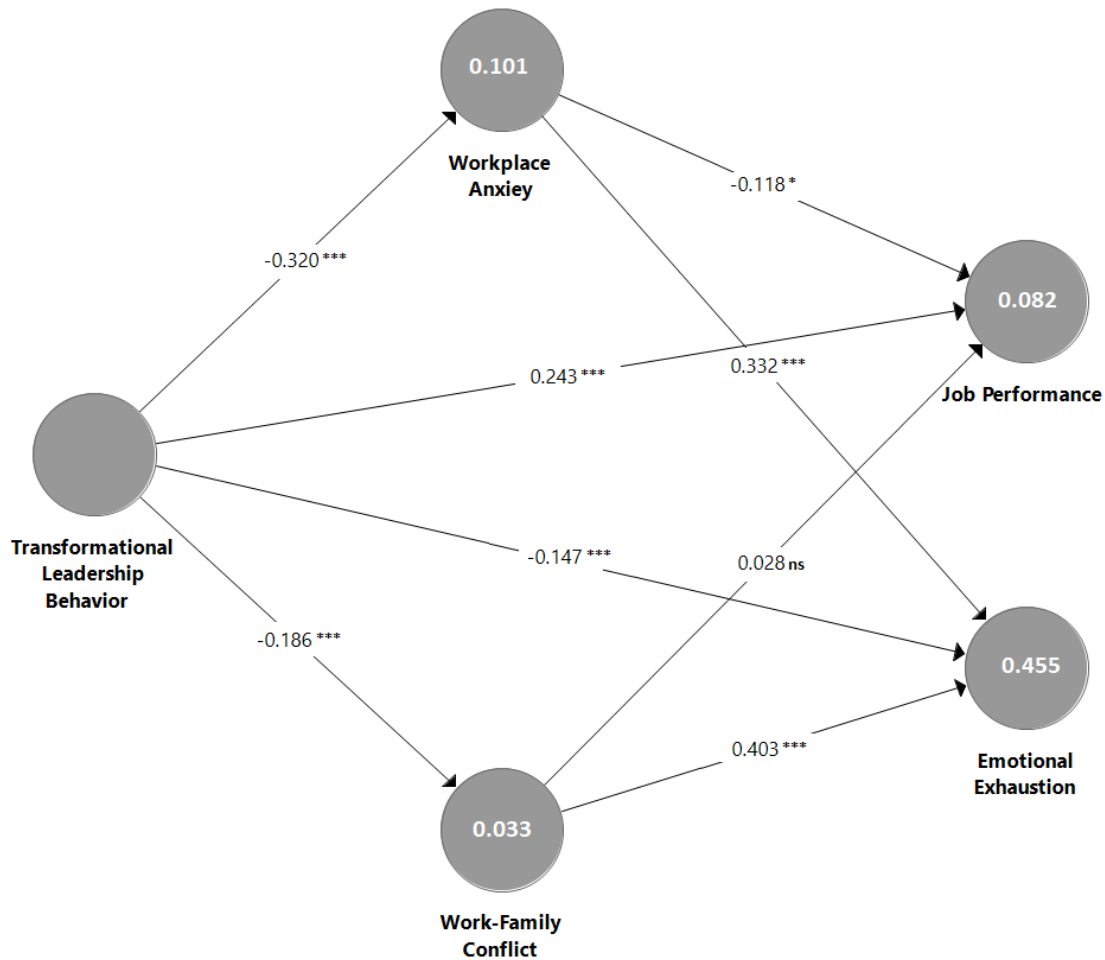 0.101
Workplace
Anxiey
-0.118 *
-0.320 ***
0.082
0.332 ***
0.243 ***
Job Performance
Transformational
Leadership
Behavior
-0.147 ***
0.028 ns
-0.186 ***
0.455
0.403 ***
Emotional
Exhaustion
0.033
Work-Family
Conflict